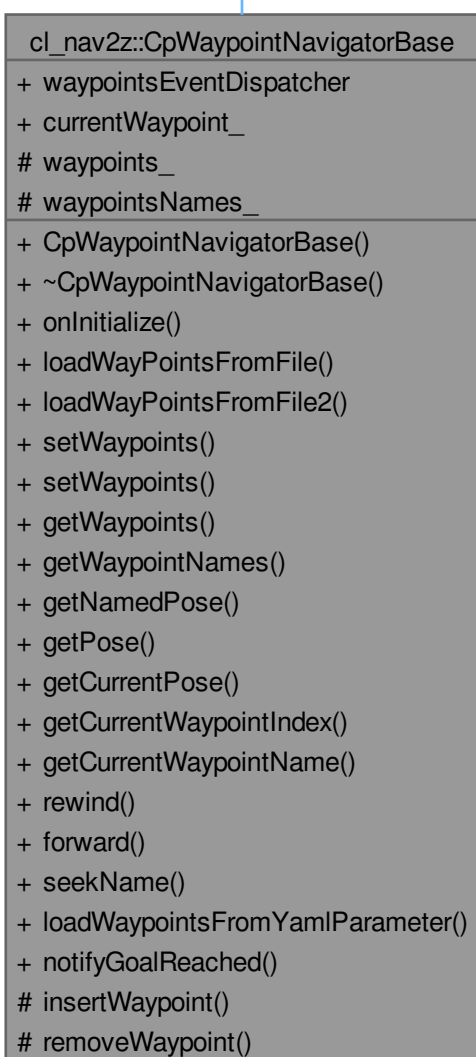 cl_nav2z::CpWaypointNavigatorBase
+ waypointsEventDispatcher
+ currentWaypoint_
# waypoints_
# waypointsNames_
+ CpWaypointNavigatorBase()
+ ~CpWaypointNavigatorBase()
+ onInitialize()
+ loadWayPointsFromFile()
+ loadWayPointsFromFile2()
+ setWaypoints()
+ setWaypoints()
+ getWaypoints()
+ getWaypointNames()
+ getNamedPose()
+ getPose()
+ getCurrentPose()
+ getCurrentWaypointIndex()
+ getCurrentWaypointName()
+ rewind()
+ forward()
+ seekName()
+ loadWaypointsFromYamlParameter()
+ notifyGoalReached()
# insertWaypoint()
# removeWaypoint()